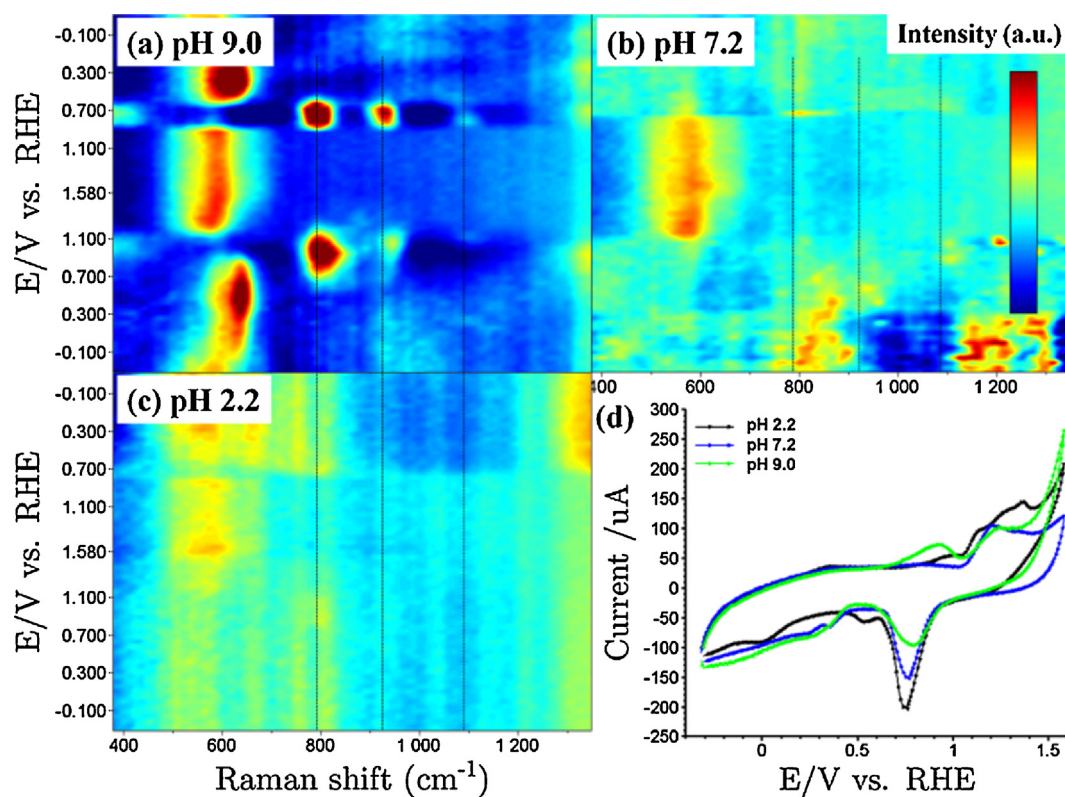 (a) pH 9.0
(b) pH 7.2
Intensity (a.u.)
-0.100
0.300
0.700
1.100
1.580
1.100
0.700
0.300
-0.100
E/V vs. RHE
400 600 800 1 000 1 200
(c) pH 2.2
-0.100
0.300
0.700
1.100
1.580
1.100
0.700
0.300
-0.100
E/V vs. RHE
400 600 800 1 000 1 200
Raman shift (cm⁻¹)
(d)
pH 2.2
pH 7.2
pH 9.0
300
250
200
150
100
50
0
-50
-100
-150
-200
-250
Current /uA
0 0.5 1 1.5
E/V vs. RHE